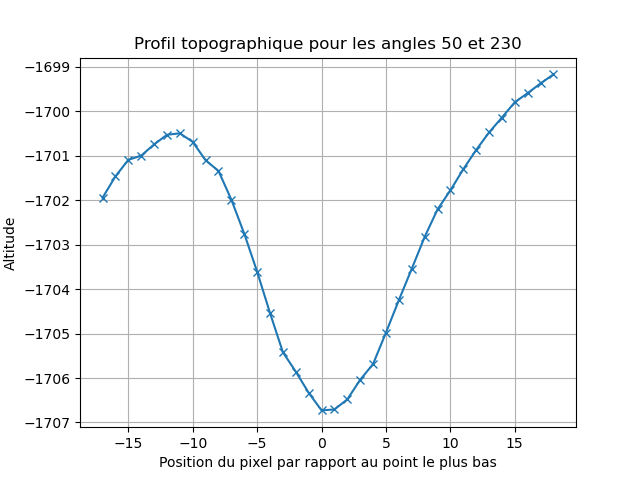 Profil topographique pour les angles 50 et 230
−1699
−1700
−1701
−1702
−1703
−1704
−1705
−1706
−1707
Altitude
−15 −10 −5 0 5 10 15
Position du pixel par rapport au point le plus bas